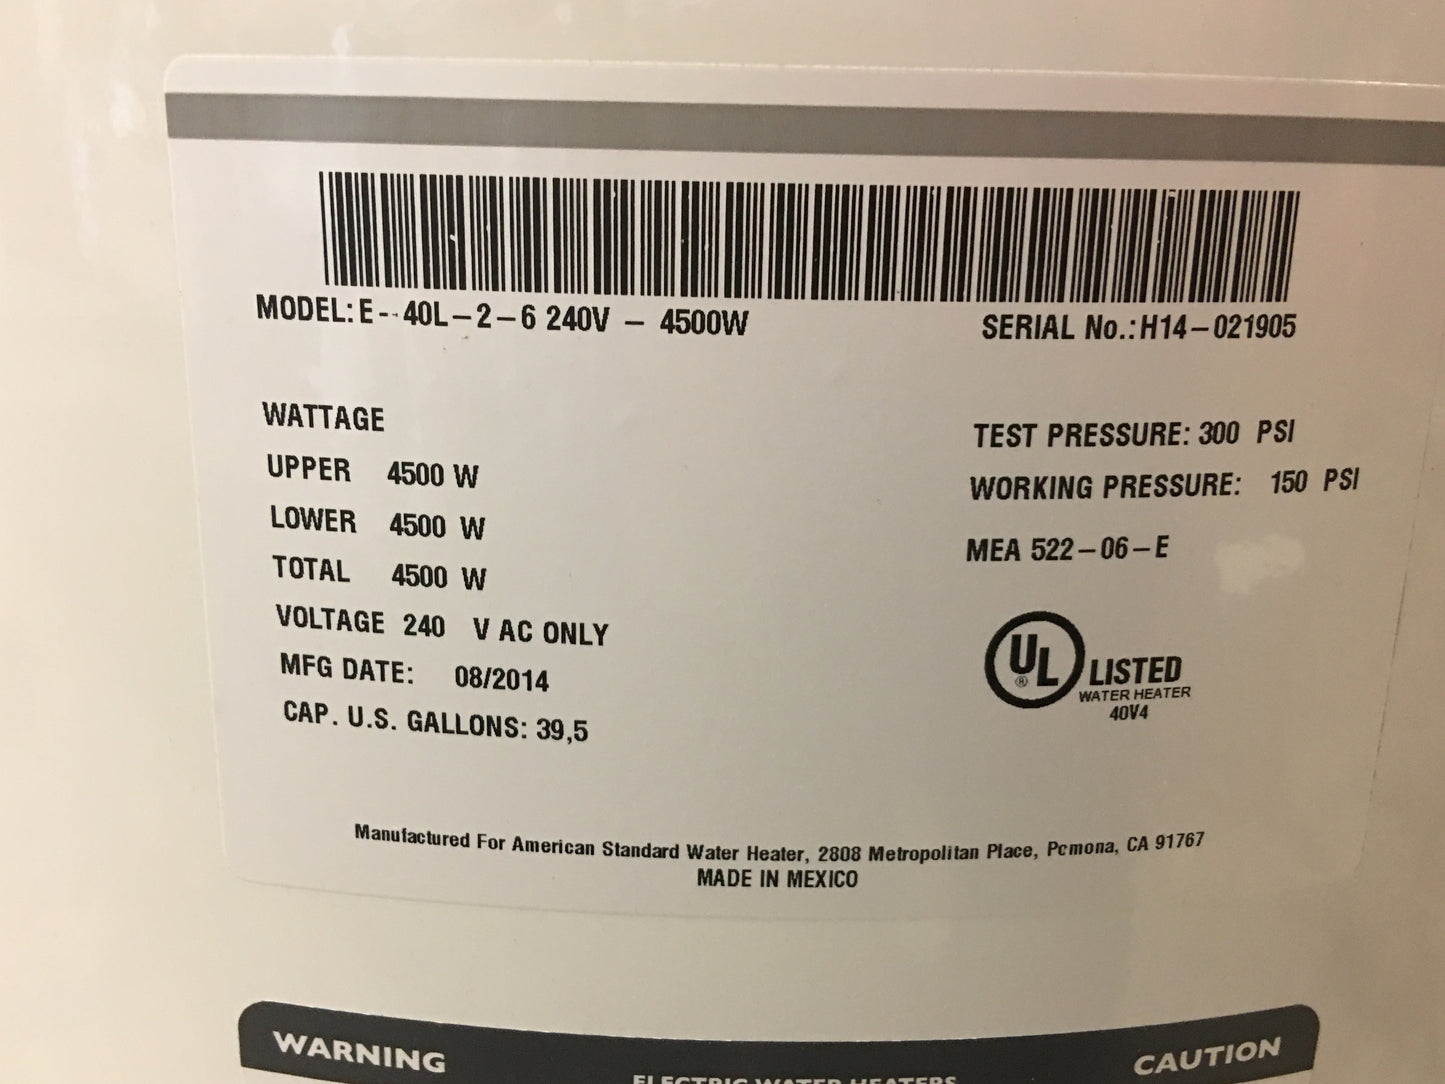 MODEL: E--40L-2-6 240V - 4500W
SERIAL No.:H14-021905
WATTAGE
UPPER 4500 W
LOWER 4500 W
TOTAL 4500 W
VOLTAGE 240 V AC ONLY
MFG DATE: 08/2014
CAP. U.S. GALLONS: 39,5
TEST PRESSURE: 300 PSI
WORKING PRESSURE: 150 PSI
MEA 522-06-E
UL® LISTED
WATER HEATER
40V4
Manufactured For American Standard Water Heater, 2808 Metropolitan Place, Pomona, CA 91767
MADE IN MEXICO
WARNING
ELECTRIC WATER HEATERS
CAUTION